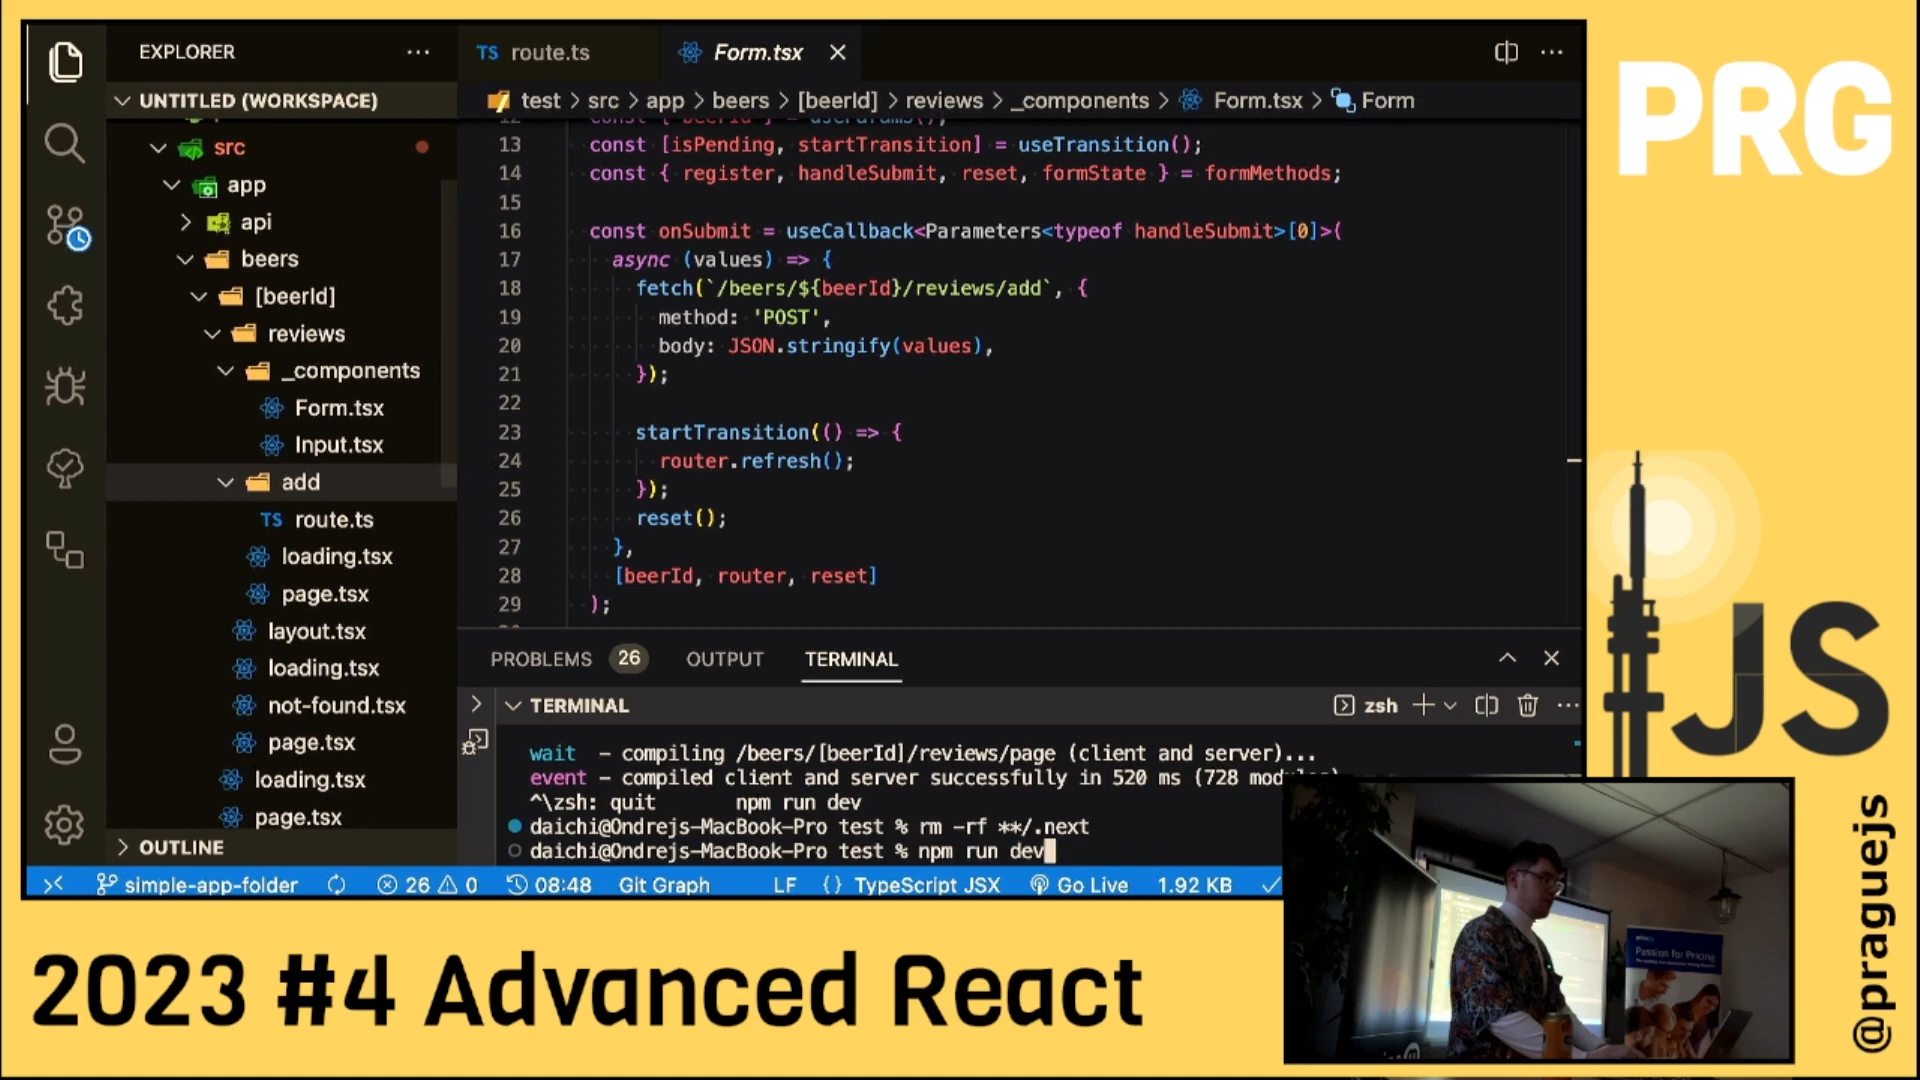 EXPLORER
UNTITLED (WORKSPACE)
src
app
api
beers
[beerId]
reviews
_components
Form.tsx
Input.tsx
add
TS route.ts
loading.tsx
page.tsx
layout.tsx
loading.tsx
not-found.tsx
page.tsx
loading.tsx
page.tsx
OUTLINE
TS route.ts
Form.tsx
test > src > app > beers > [beerId] > reviews > _components > Form.tsx > Form
13 const [isPending, startTransition] = useTransition();
14 const { register, handleSubmit, reset, formState } = formMethods;
15
16 const onSubmit = useCallback<Parameters<typeof handleSubmit>[0]>(
17 async (values) => {
18 fetch(`/beers/${beerId}/reviews/add`, {
19 method: 'POST',
20 body: JSON.stringify(values),
21 });
22
23 startTransition(() => {
24 router.refresh();
25 });
26 reset();
27 },
28 [beerId, router, reset]
29 );
PROBLEMS 26 OUTPUT TERMINAL
TERMINAL
zsh
wait - compiling /beers/[beerId]/reviews/page (client and server)...
event - compiled client and server successfully in 520 ms (728
^\zsh: quit npm run dev
daichi@Ondrejs-MacBook-Pro test % rm -rf **/.next
daichi@Ondrejs-MacBook-Pro test % npm run dev
simple-app-folder 26 0 08:48 Git Graph LF {} TypeScript JSX Go Live 1.92 KB
PRG
JS
@praguejs
Passion for Pricing
2023 #4 Advanced React